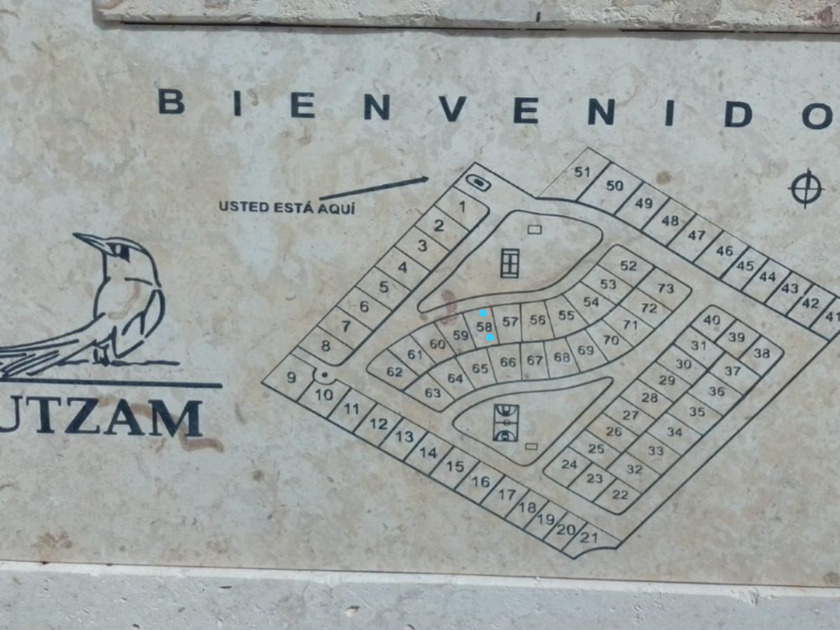 BIENVENIDO
USTED ESTÁ AQUÍ
UTZAM
51 50 49 48 47 46 45 44 43 42 41
1 2 3 4 5 6 7 8
52 53 54 55 56 57 58 59 60 61 62
73 72 71 70 69 68 67 66 65 64 63
40 39 38
31 30 29 28 27 26 25 24
37 36 35 34 33 32 23 22
9 10 11 12 13 14 15 16 17 18 19 20 21